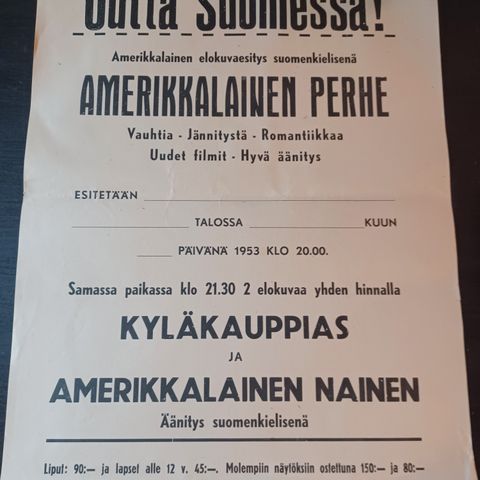 Uutta Suomessa!
Amerikkalainen elokuvaesitys suomenkielisenä
AMERIKKALAINEN PERHE
Vauhtia - Jännitystä - Romantiikkaa
Uudet filmit - Hyvä äänitys
ESITETÄÄN
TALOSSA KUUN
PÄIVÄNÄ 1953 KLO 20.00.
Samassa paikassa klo 21.30 2 elokuvaa yhden hinnalla
KYLÄKAUPPIAS
JA
AMERIKKALAINEN NAINEN
Äänitys suomenkielisenä
Liput: 90:— ja lapset alle 12 v. 45:—. Molempiin näytöksiin ostettuna 150:— ja 80:—